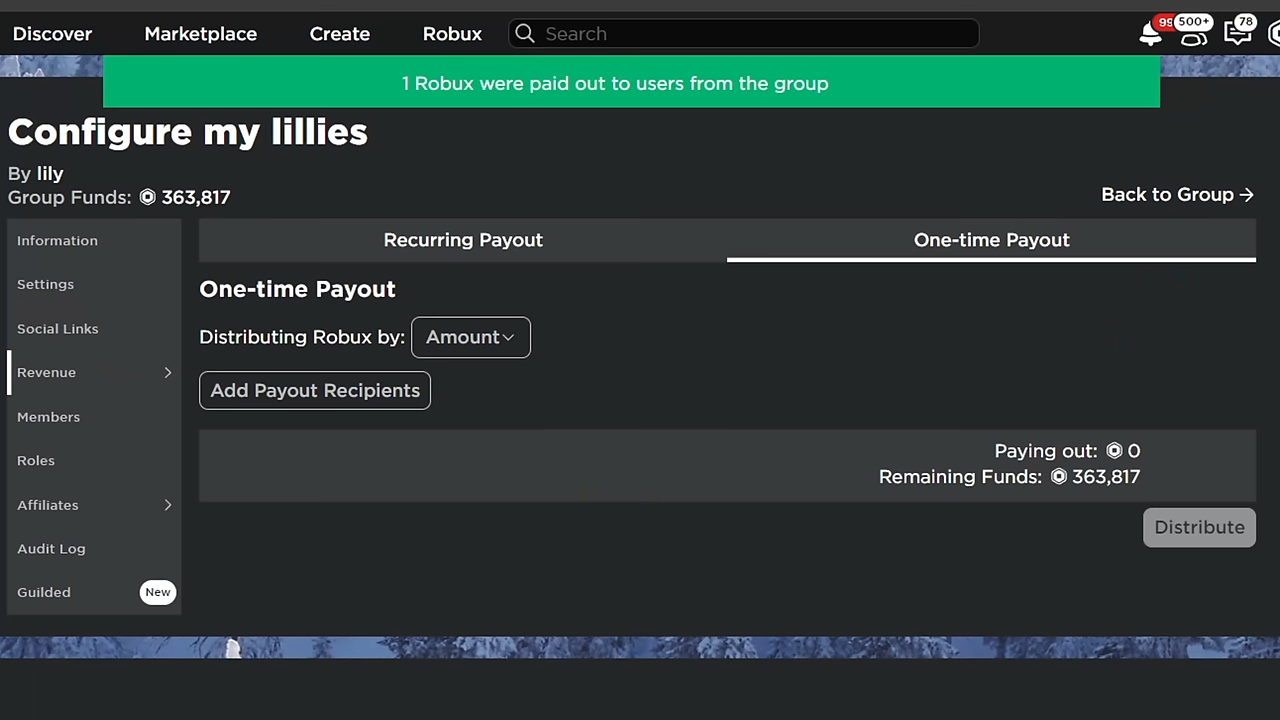 Discover Marketplace Create Robux Search 99 500+ 78
1 Robux were paid out to users from the group
Configure my lillies
By lily
Group Funds: 363,817
Back to Group
Information
Settings
Social Links
Revenue
Members
Roles
Affiliates
Audit Log
Guilded New
Recurring Payout One-time Payout
One-time Payout
Distributing Robux by: Amount
Add Payout Recipients
Paying out: 0
Remaining Funds: 363,817
Distribute